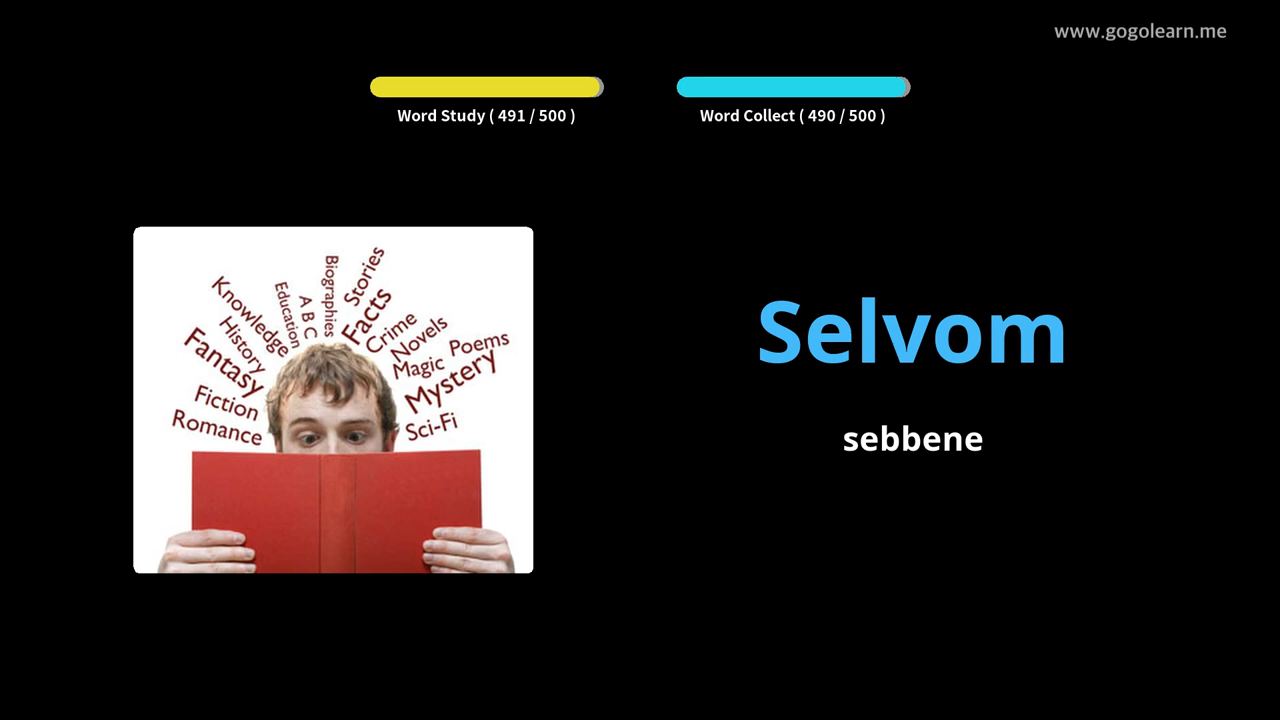 www.gogolearn.me
Word Study ( 491 / 500 )
Word Collect ( 490 / 500 )
Selvom
sebbene
Stories
Biographies
Education
A B C
Facts
Knowledge
Crime
History
Novels
Poems
Fantasy
Magic
Mystery
Fiction
Romance
Sci-Fi